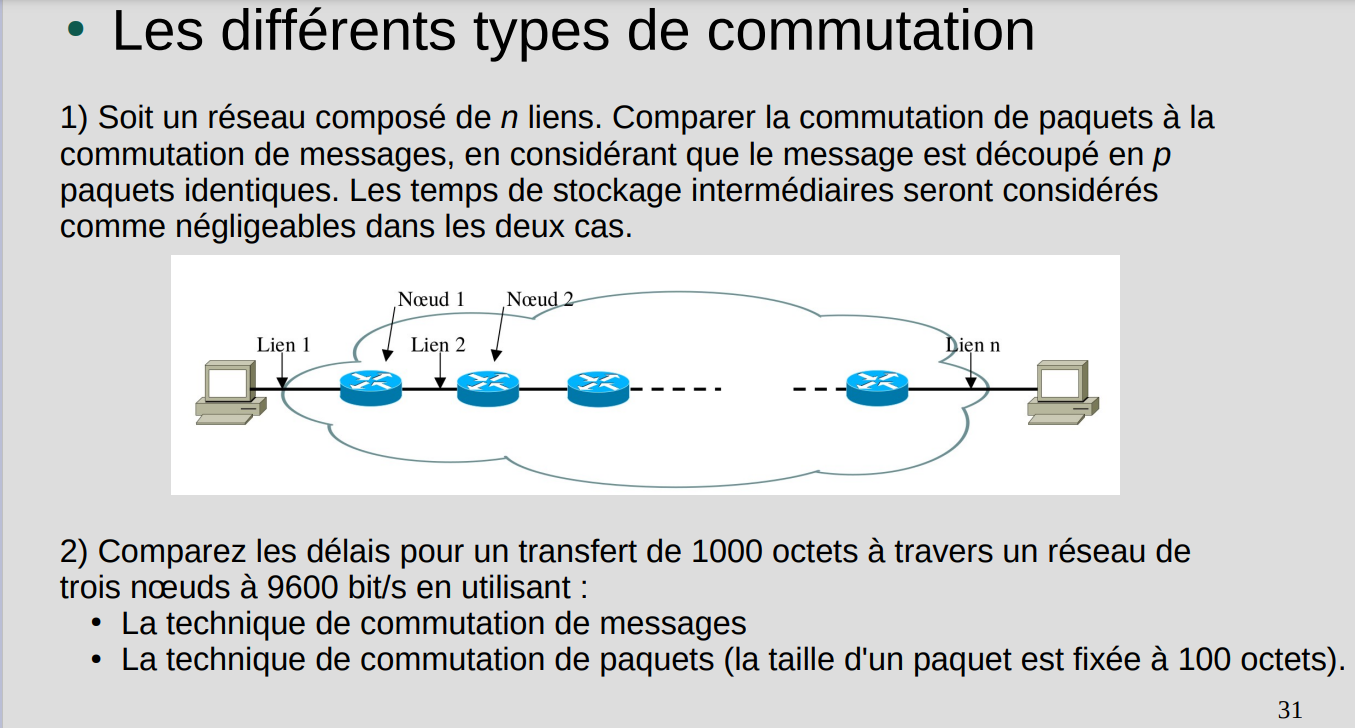 • Les différents types de commutation
1) Soit un réseau composé de n liens. Comparer la commutation de paquets à la
commutation de messages, en considérant que le message est découpé en p
paquets identiques. Les temps de stockage intermédiaires seront considérés
comme négligeables dans les deux cas.
Nœud 1
Nœud 2
Lien 1
Lien 2
Lien n
2) Comparez les délais pour un transfert de 1000 octets à travers un réseau de
trois nœuds à 9600 bit/s en utilisant :
• La technique de commutation de messages
• La technique de commutation de paquets (la taille d'un paquet est fixée à 100 octets).
31